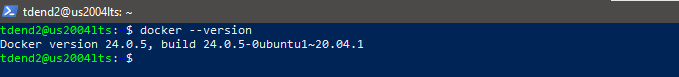 tdend2@us2004lts: ~
tdend2@us2004lts:~$ docker --version
Docker version 24.0.5, build 24.0.5-0ubuntu1~20.04.1
tdend2@us2004lts:~$